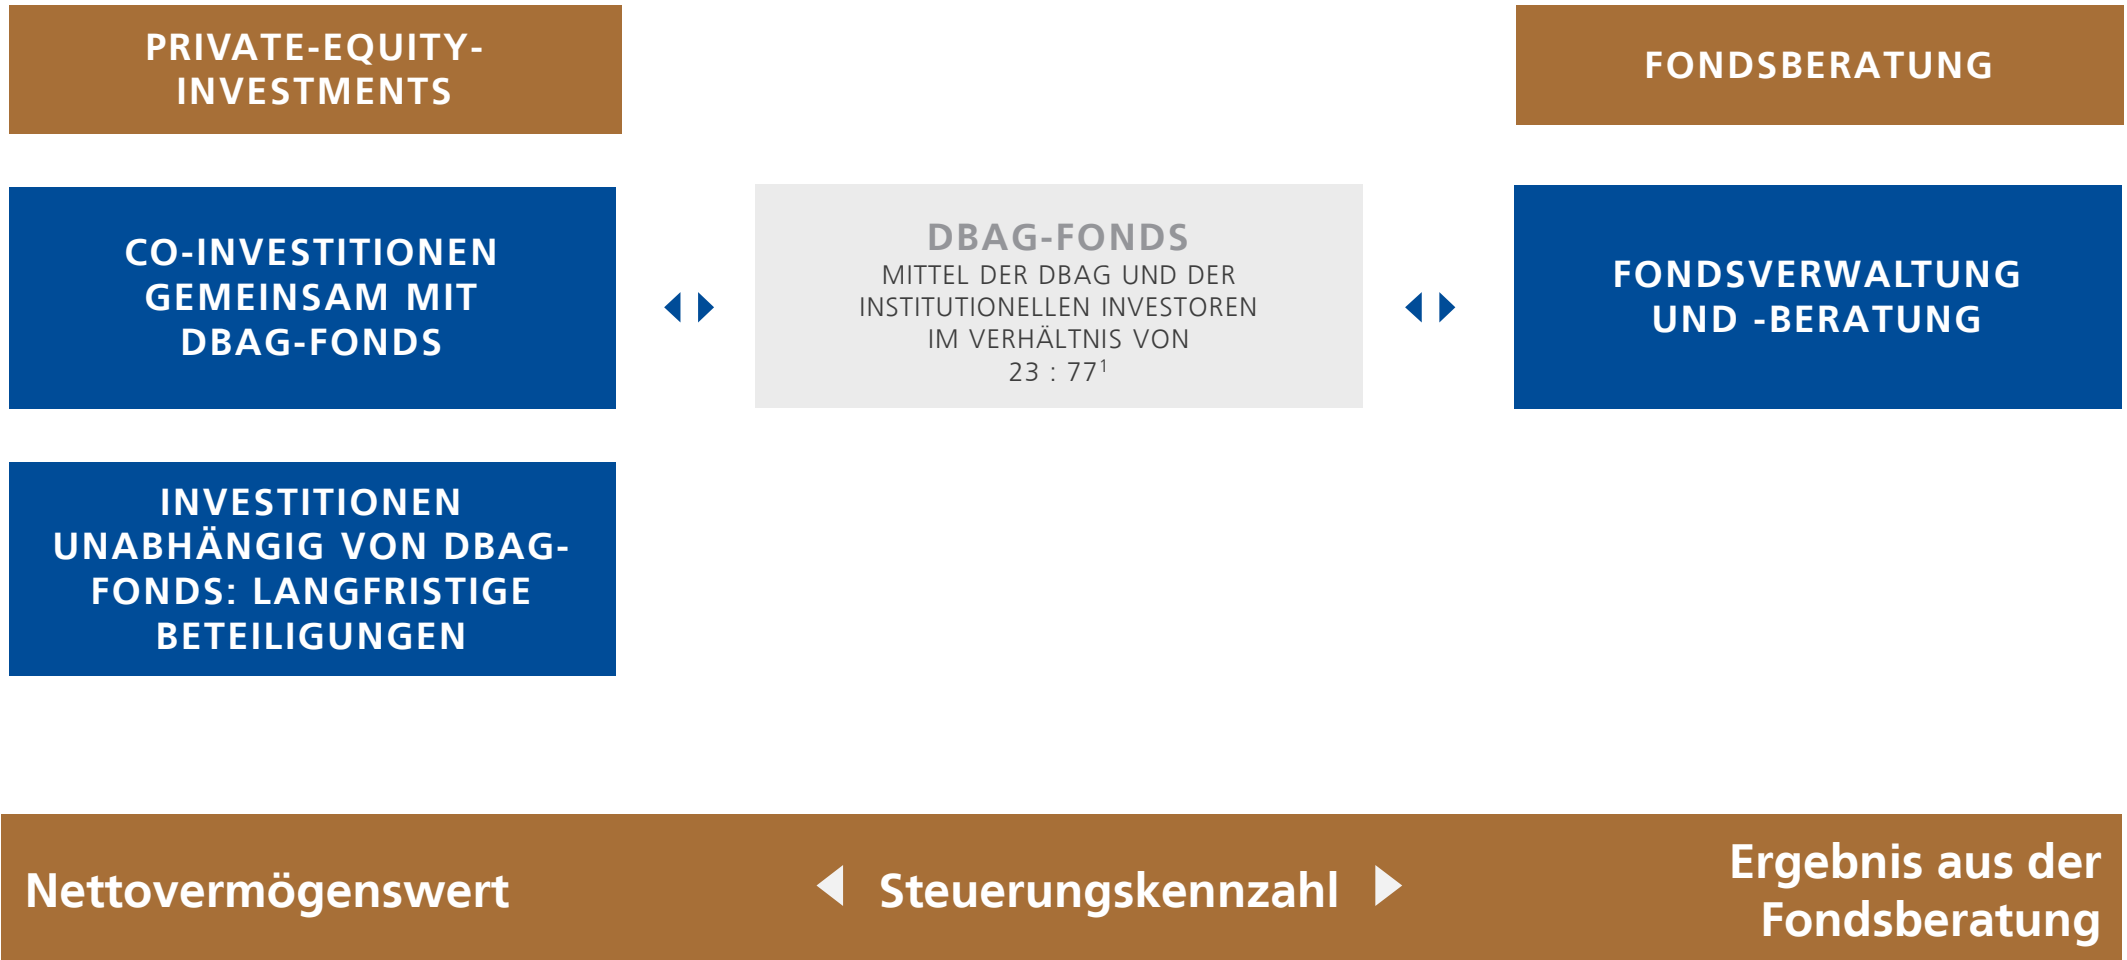 PRIVATE-EQUITY-
INVESTMENTS
FONDSBERATUNG
CO-INVESTITIONEN
GEMEINSAM MIT
DBAG-FONDS
DBAG-FONDS
MITTEL DER DBAG UND DER
INSTITUTIONELLEN INVESTOREN
IM VERHÄLTNIS VON
23 : 77¹
FONDSVERWALTUNG
UND -BERATUNG
INVESTITIONEN
UNABHÄNGIG VON DBAG-
FONDS: LANGFRISTIGE
BETEILIGUNGEN
Nettovermögenswert
Steuerungskennzahl
Ergebnis aus der
Fondsberatung